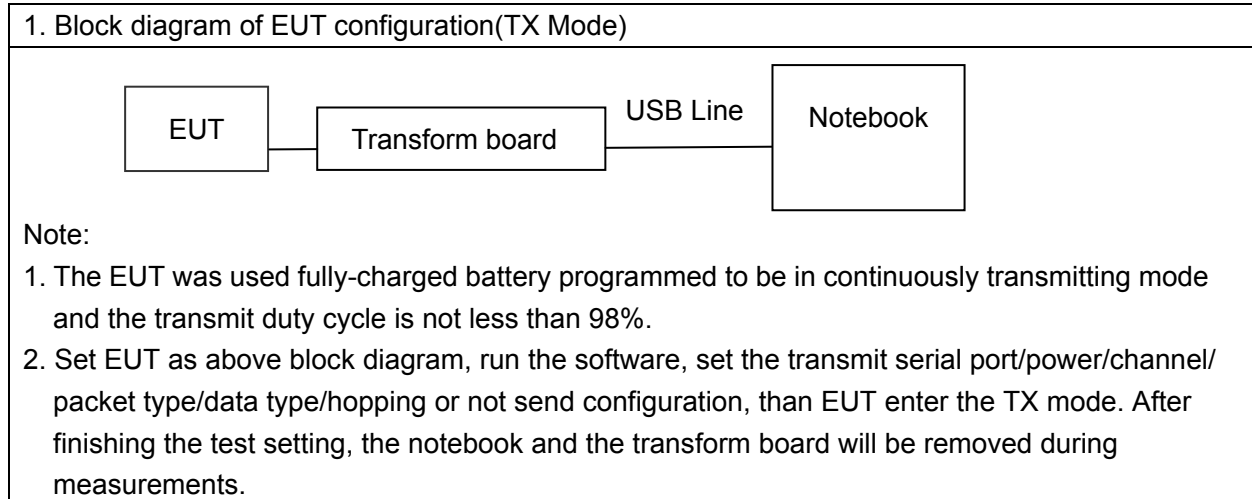 1. Block diagram of EUT configuration(TX Mode)
EUT
Transform board
USB Line
Notebook
Note:
1. The EUT was used fully-charged battery programmed to be in continuously transmitting mode
and the transmit duty cycle is not less than 98%.
2. Set EUT as above block diagram, run the software, set the transmit serial port/power/channel/
packet type/data type/hopping or not send configuration, than EUT enter the TX mode. After
finishing the test setting, the notebook and the transform board will be removed during
measurements.